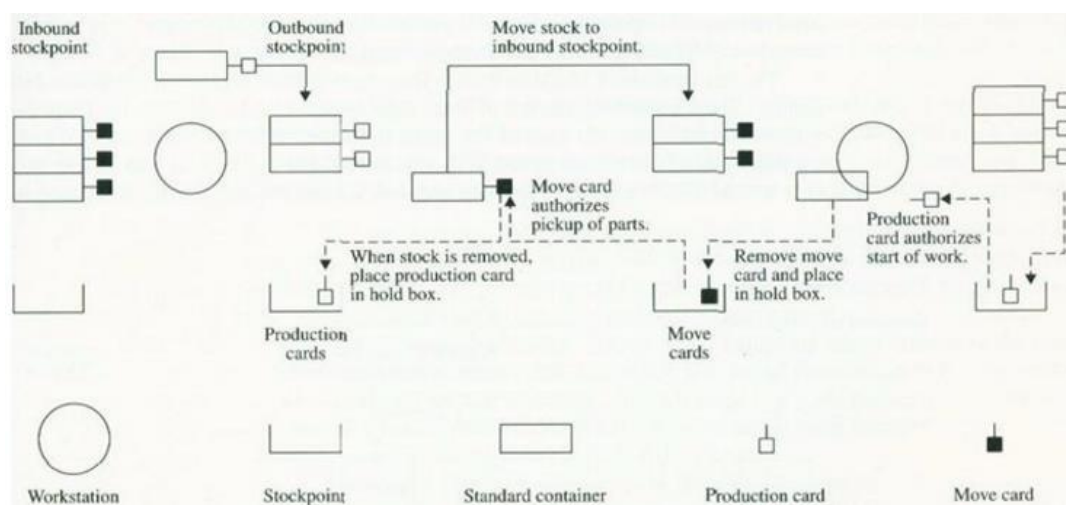 Inbound
stockpoint
Outbound
stockpoint
Move stock to
inbound stockpoint.
Move card
authorizes
pickup of parts.
Production
card authorizes
start of work.
When stock is removed,
place production card
in hold box.
Remove move
card and place
in hold box.
Production
cards
Move
cards
Workstation
Stockpoint
Standard container
Production card
Move card